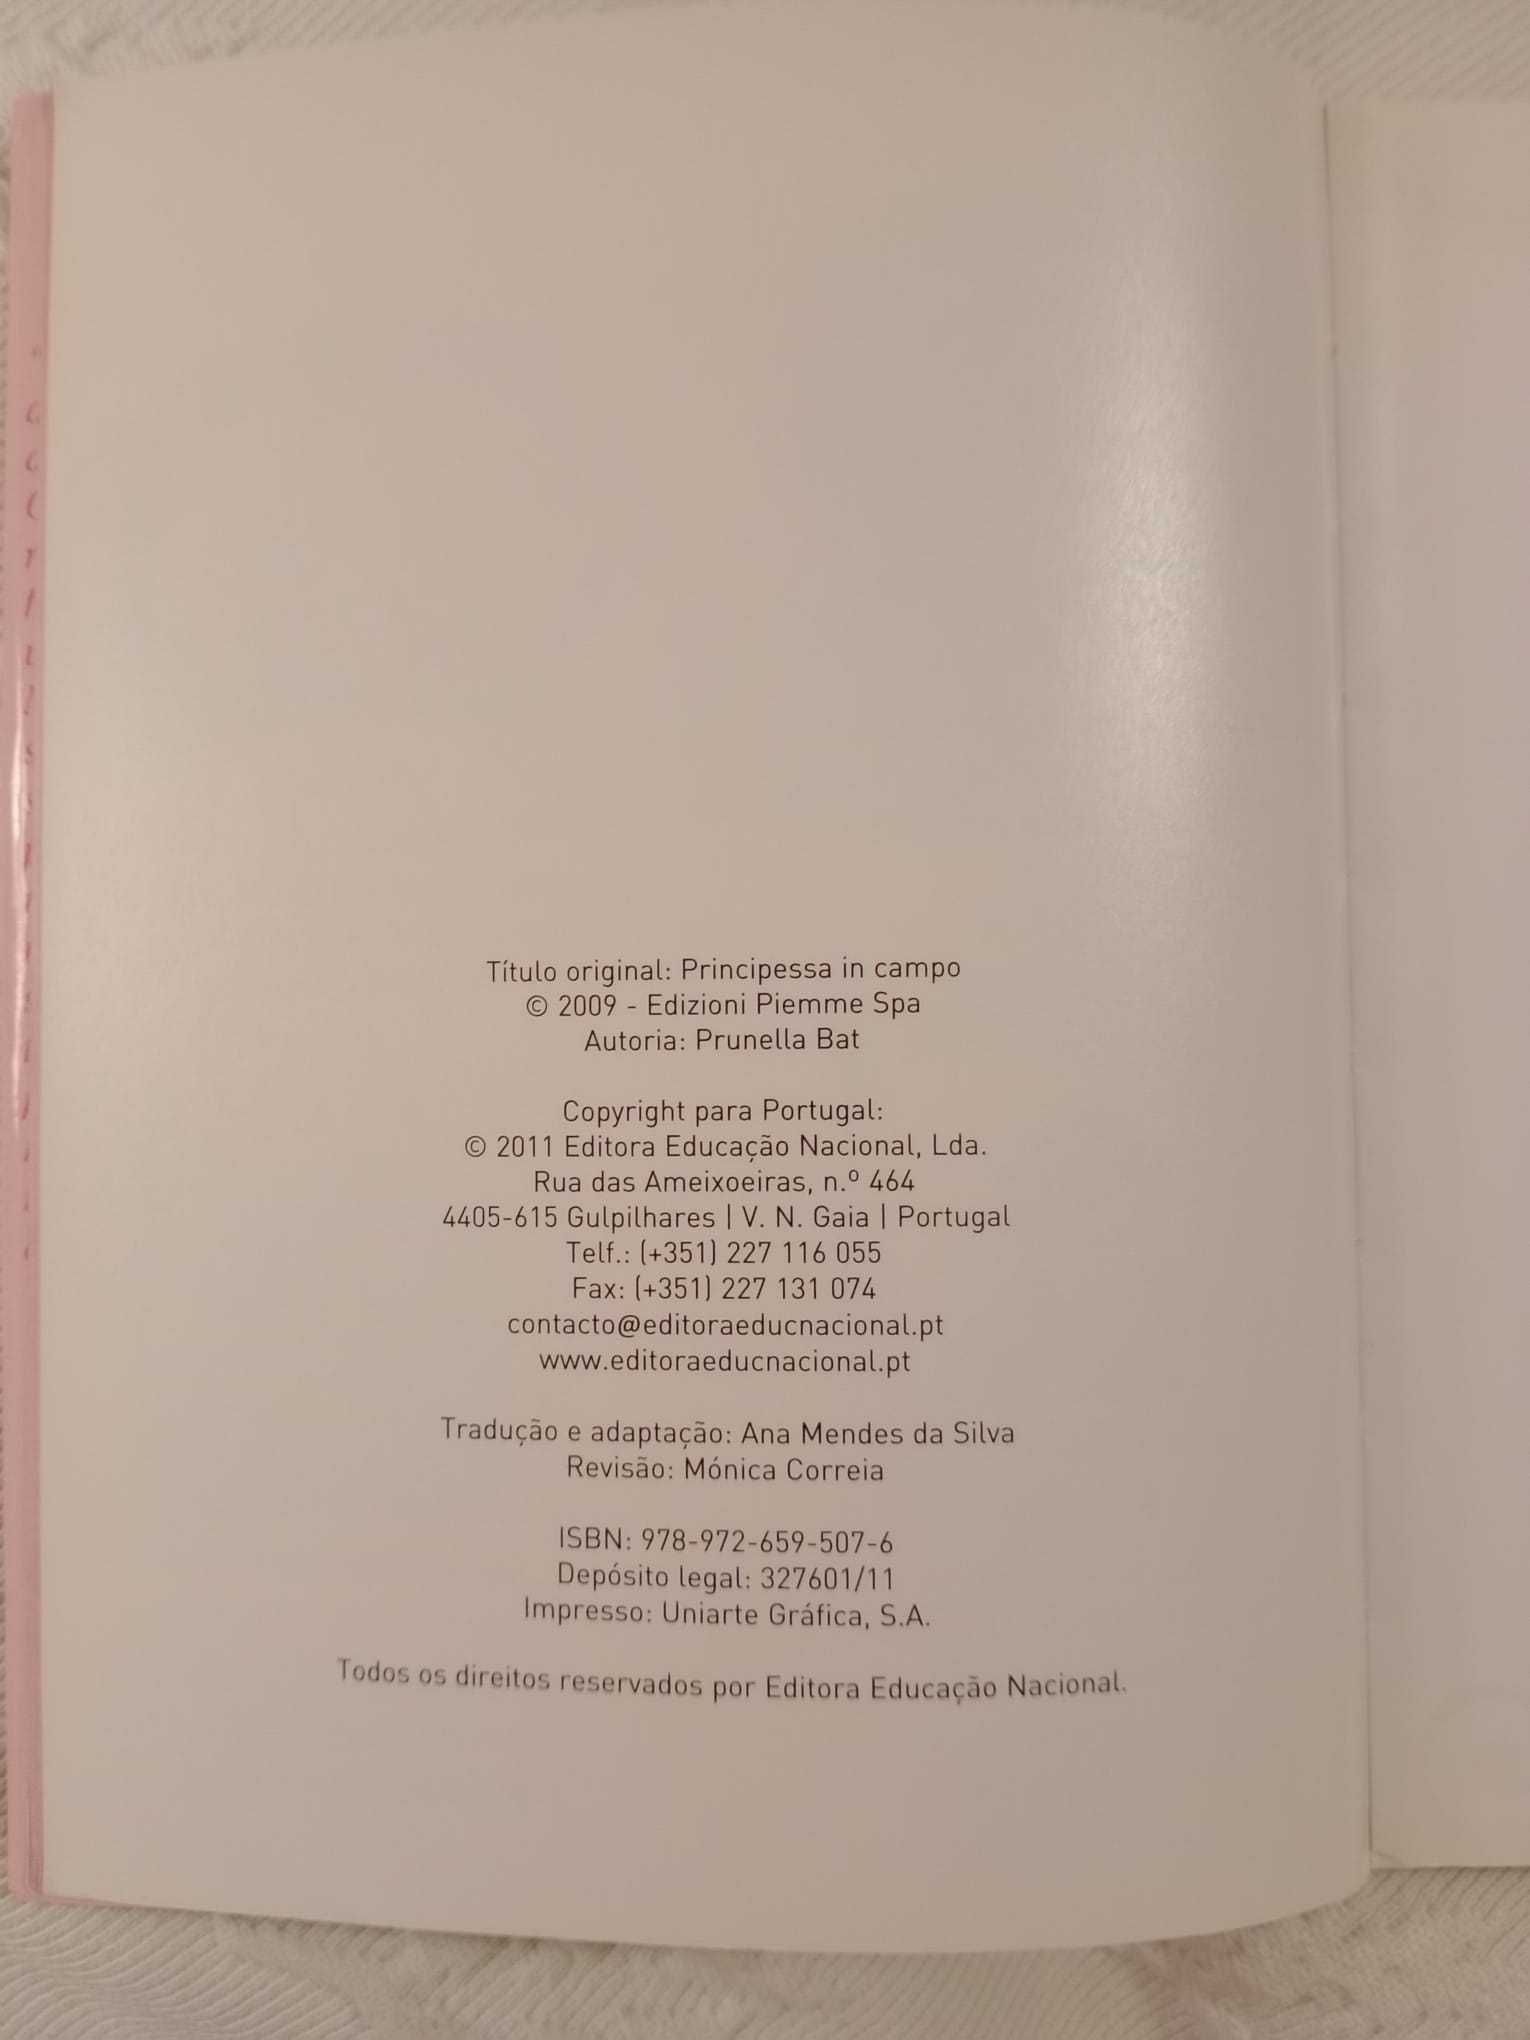 Título original: Principessa in campo
© 2009 - Edizioni Piemme Spa
Autoria: Prunella Bat
Copyright para Portugal:
© 2011 Editora Educação Nacional, Lda.
Rua das Ameixoeiras, n.º 464
4405-615 Gulpilhares | V. N. Gaia | Portugal
Telf.: (+351) 227 116 055
Fax: (+351) 227 131 074
contacto@editoraeducnacional.pt
www.editoraeducnacional.pt
Tradução e adaptação: Ana Mendes da Silva
Revisão: Mónica Correia
ISBN: 978-972-659-507-6
Depósito legal: 327601/11
Impresso: Uniarte Gráfica, S.A.
Todos os direitos reservados por Editora Educação Nacional.